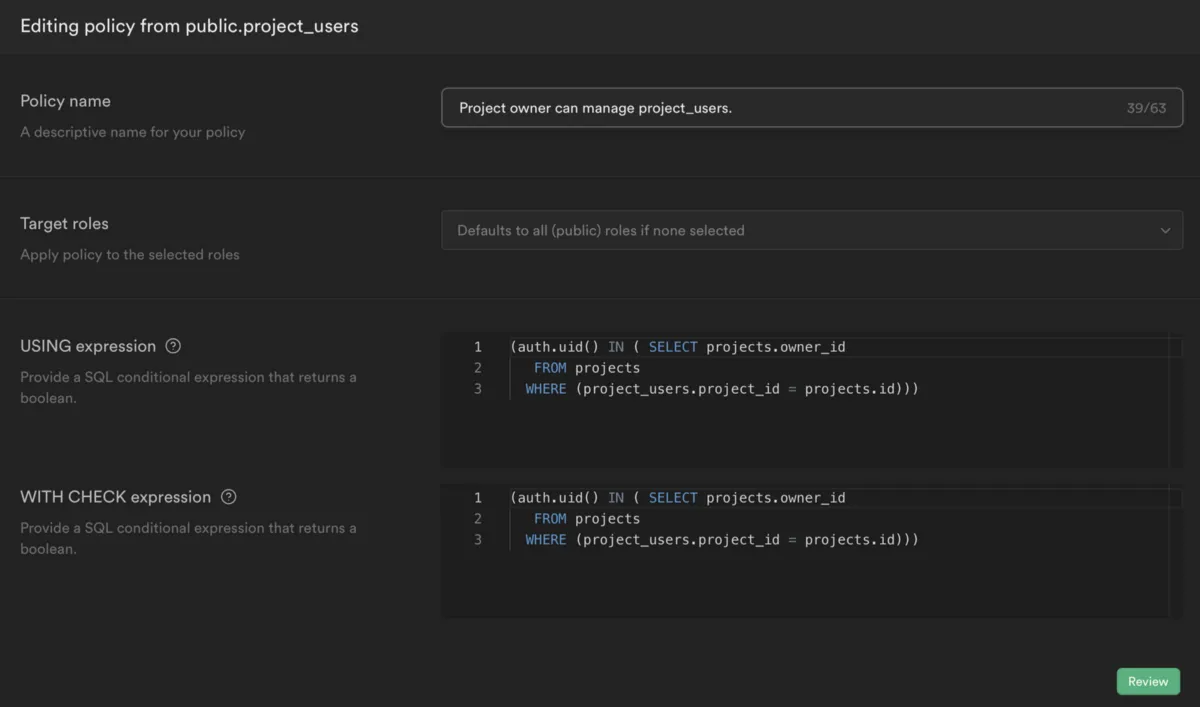 Editing policy from public.project_users
Policy name
A descriptive name for your policy
Project owner can manage project_users.
39/63
Target roles
Apply policy to the selected roles
Defaults to all (public) roles if none selected
USING expression
Provide a SQL conditional expression that returns a
boolean.
1 (auth.uid() IN ( SELECT projects.owner_id
2 FROM projects
3 WHERE (project_users.project_id = projects.id)))
WITH CHECK expression
Provide a SQL conditional expression that returns a
boolean.
1 (auth.uid() IN ( SELECT projects.owner_id
2 FROM projects
3 WHERE (project_users.project_id = projects.id)))
Review